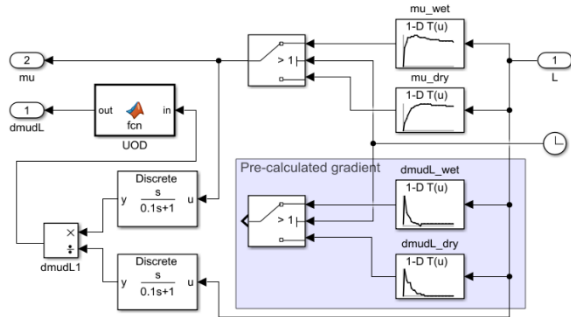 mu_wet
1-D T(u)
2
mu
> 1
1
L
mu_dry
1-D T(u)
1
dmudL
out
fcn
in
UOD
Pre-calculated gradient
dmudL_wet
1-D T(u)
> 1
Discrete
y
s
0.1s+1
u
×
÷
dmudL1
dmudL_dry
1-D T(u)
Discrete
y
s
0.1s+1
u